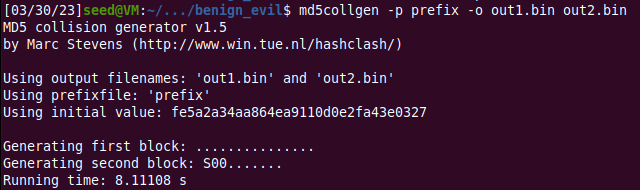 [03/30/23]seed@VM:~/.../benign_evil$ md5collgen -p prefix -o out1.bin out2.bin
MD5 collision generator v1.5
by Marc Stevens (http://www.win.tue.nl/hashclash/)
Using output filenames: 'out1.bin' and 'out2.bin'
Using prefixfile: 'prefix'
Using initial value: fe5a2a34aa864ea9110d0e2fa43e0327
Generating first block: ...............
Generating second block: S00.......
Running time: 8.11108 s